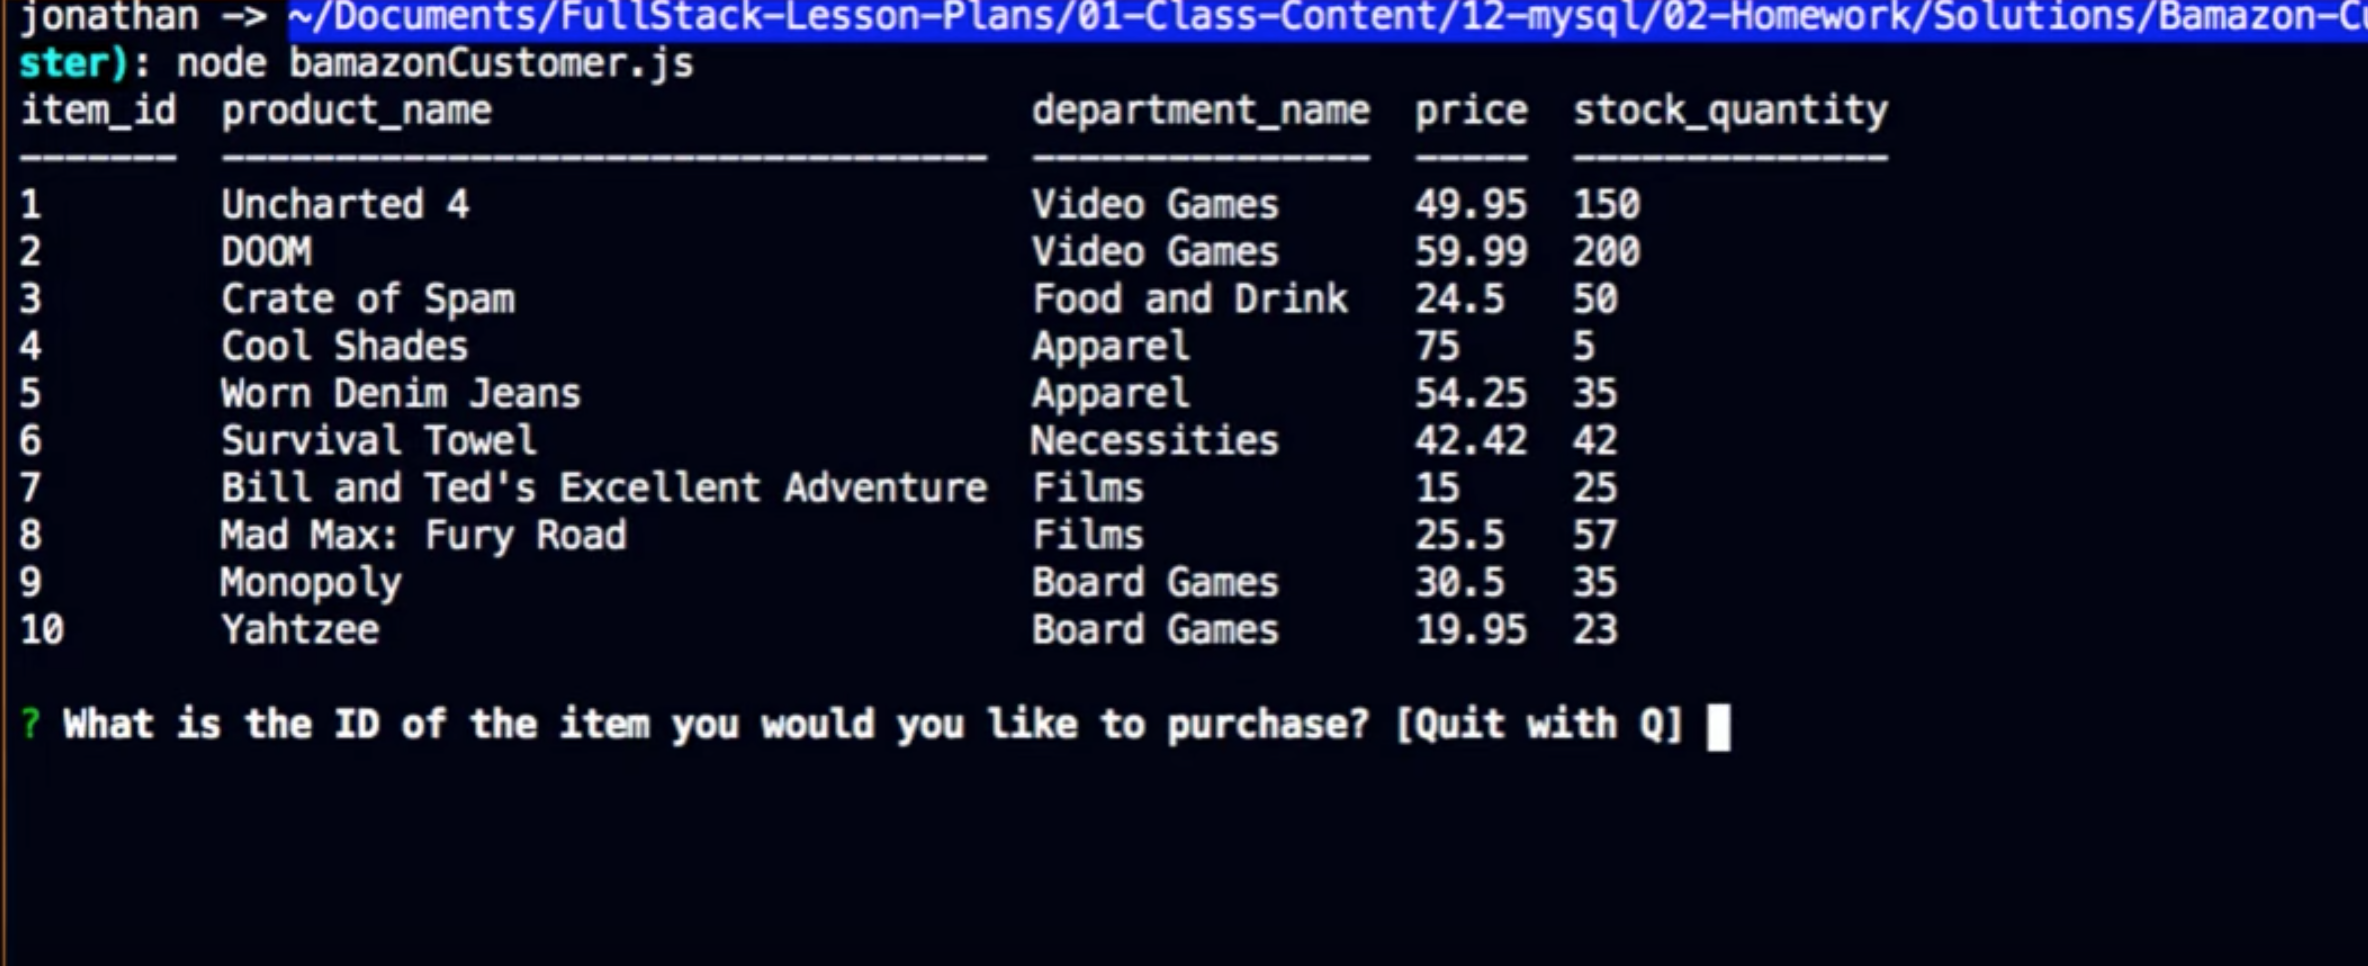 jonathan -> ~/Documents/FullStack-Lesson-Plans/01-Class-Content/12-mysql/02-Homework/Solutions/Bamazon-
ster): node bamazonCustomer.js
item_id  product_name                        department_name  price  stock_quantity
-------  ----------------------------------  ---------------  -----  --------------
1        Uncharted 4                         Video Games      49.95  150
2        DOOM                                Video Games      59.99  200
3        Crate of Spam                       Food and Drink   24.5   50
4        Cool Shades                         Apparel          75     5
5        Worn Denim Jeans                    Apparel          54.25  35
6        Survival Towel                      Necessities      42.42  42
7        Bill and Ted's Excellent Adventure  Films            15     25
8        Mad Max: Fury Road                  Films            25.5   57
9        Monopoly                            Board Games      30.5   35
10       Yahtzee                             Board Games      19.95  23
? What is the ID of the item you would you like to purchase? [Quit with Q]